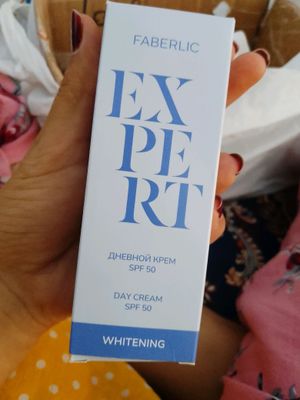 FABERLIC
EX
PE
RT
ДНЕВНОЙ КРЕМ
SPF 50
DAY CREAM
SPF 50
WHITENING